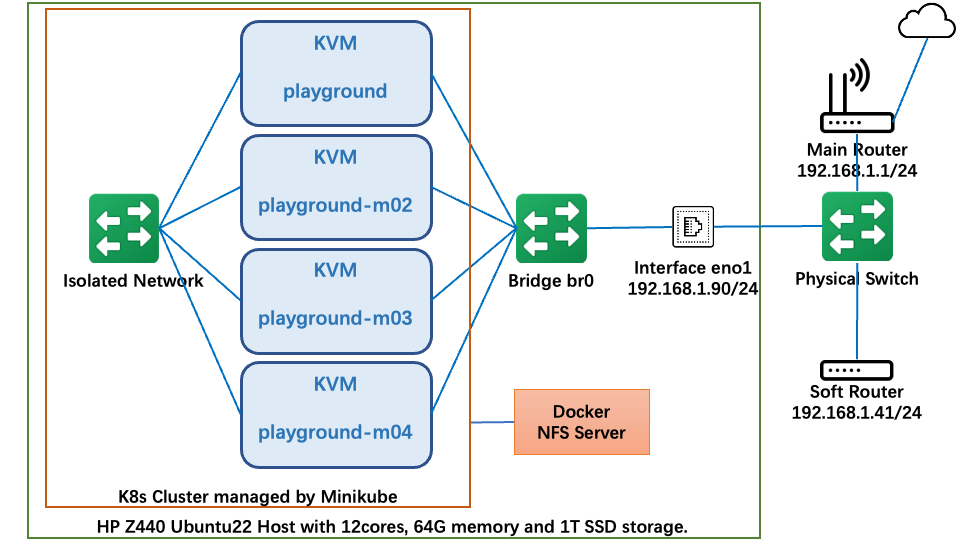 KVM
playground
KVM
playground-m02
KVM
playground-m03
KVM
playground-m04
Isolated Network
Bridge br0
Interface eno1
192.168.1.90/24
Main Router
192.168.1.1/24
Physical Switch
Soft Router
192.168.1.41/24
Docker
NFS Server
K8s Cluster managed by Minikube
HP Z440 Ubuntu22 Host with 12cores, 64G memory and 1T SSD storage.